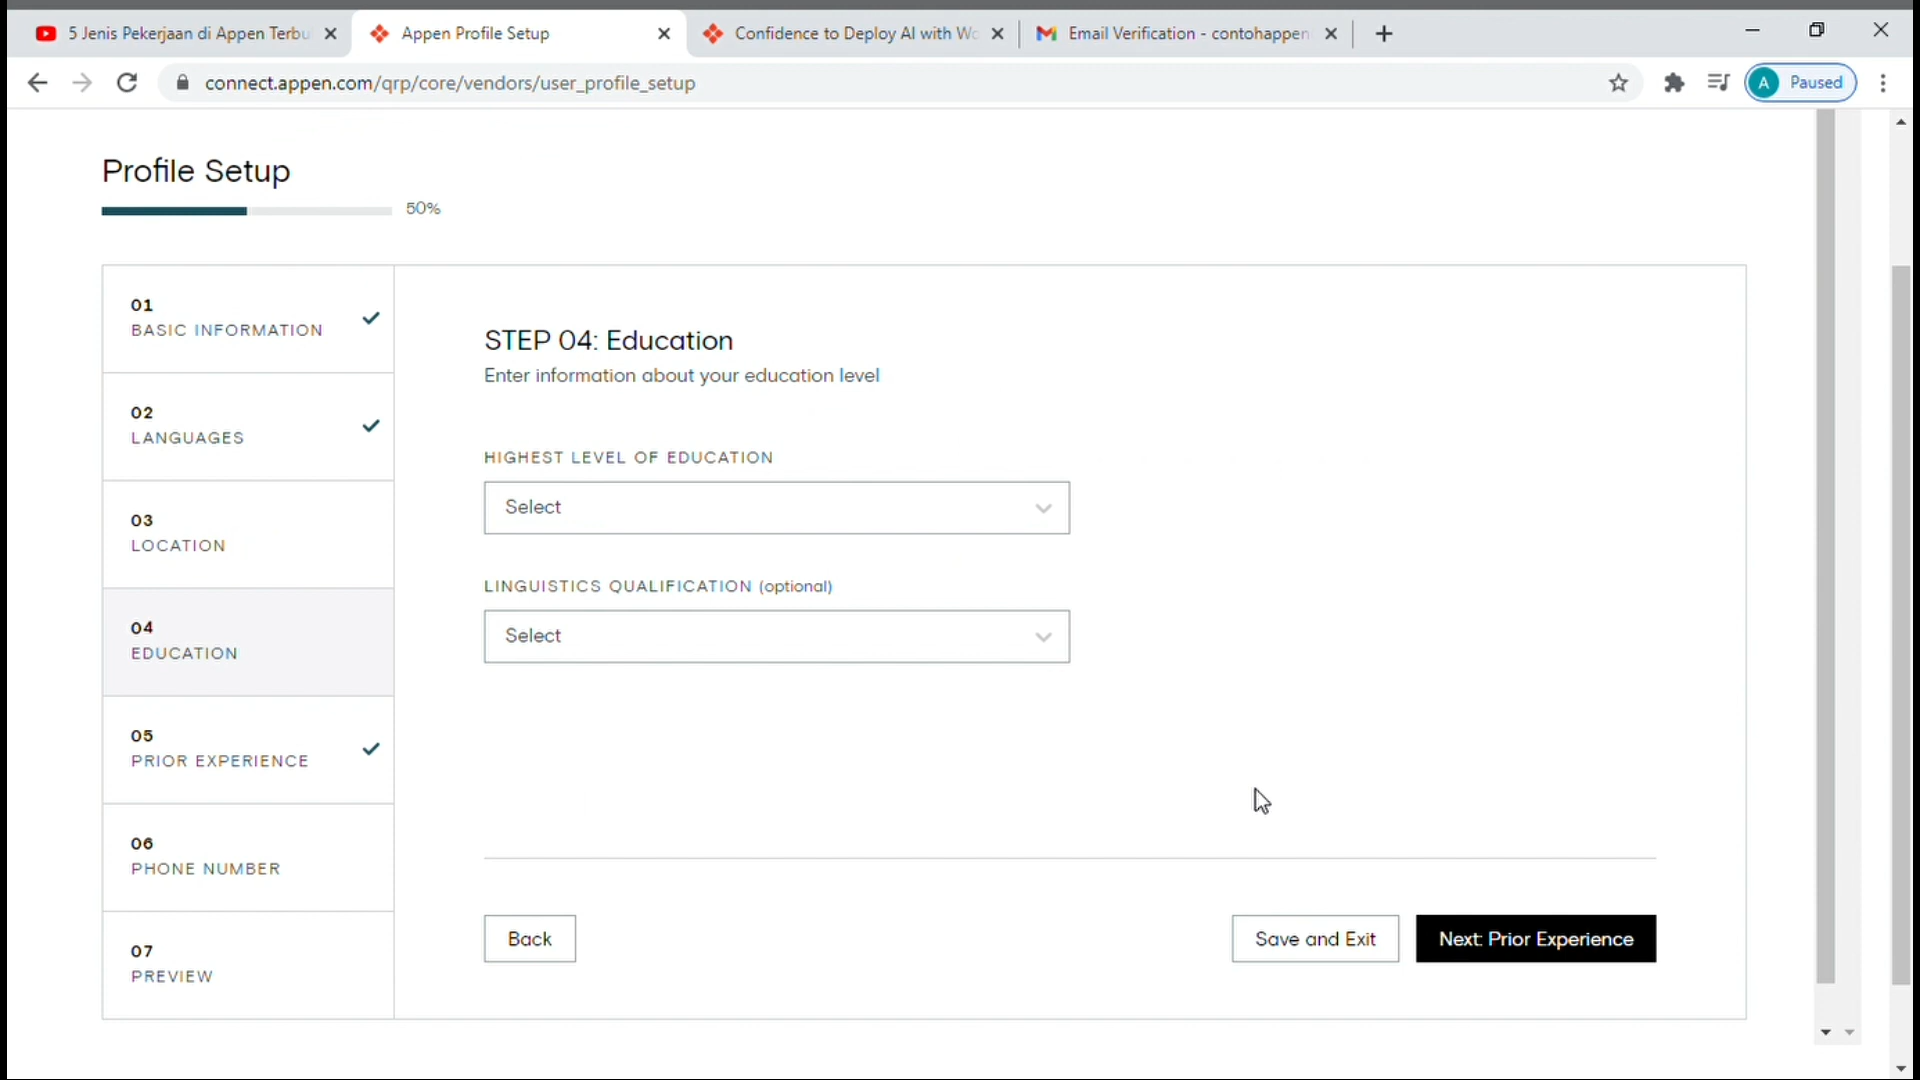 5 Jenis Pekerjaan di Appen Terbu
Appen Profile Setup
Confidence to Deploy AI with Wo
Email Verification - contohappen
connect.appen.com/qrp/core/vendors/user_profile_setup
A
Paused
Profile Setup
50%
01
BASIC INFORMATION
02
LANGUAGES
03
LOCATION
04
EDUCATION
05
PRIOR EXPERIENCE
06
PHONE NUMBER
07
PREVIEW
STEP 04: Education
Enter information about your education level
HIGHEST LEVEL OF EDUCATION
Select
LINGUISTICS QUALIFICATION (optional)
Select
Back
Save and Exit
Next: Prior Experience